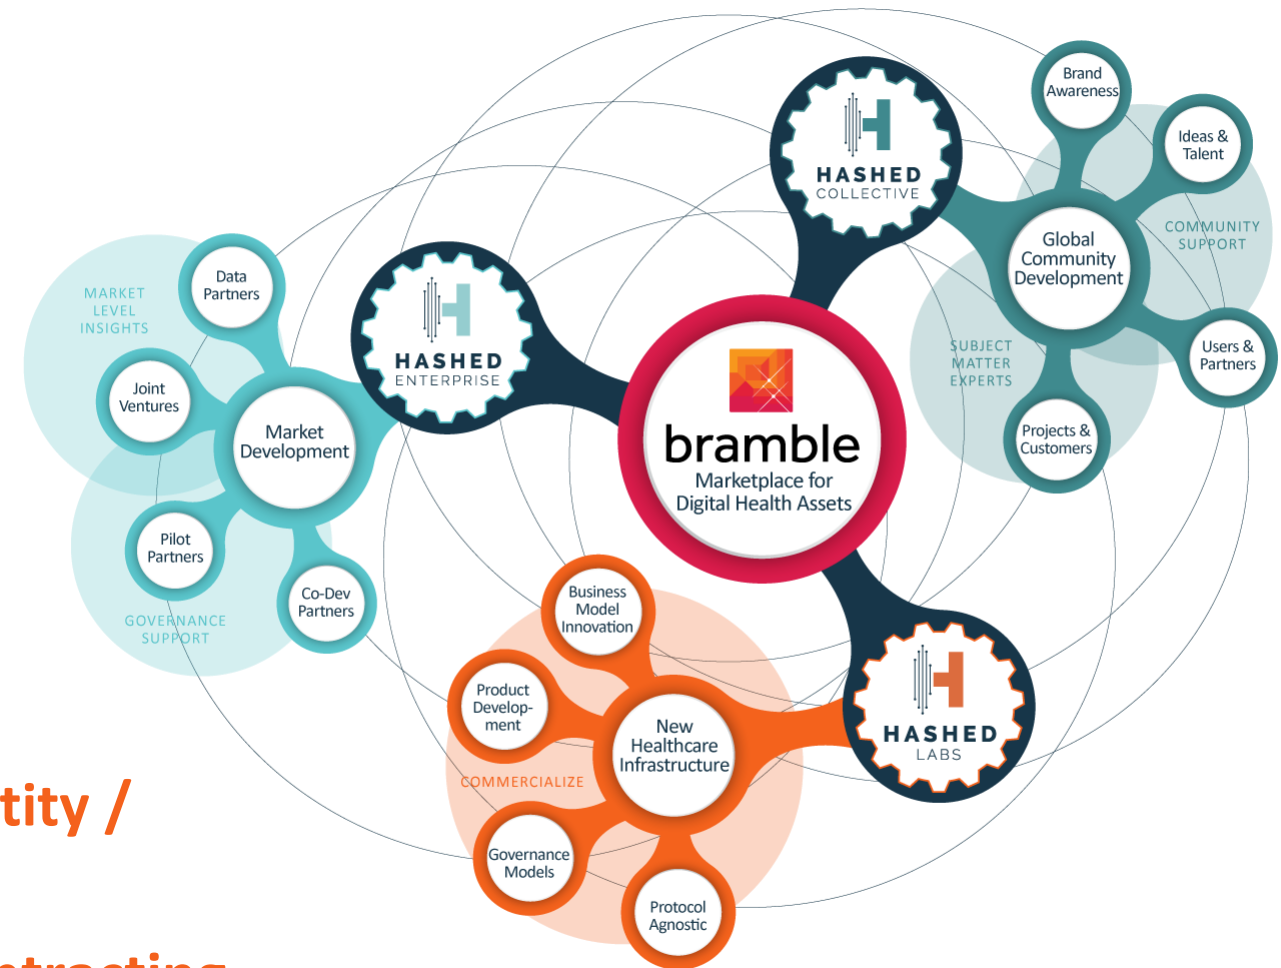 HASHED
COLLECTIVE
Brand
Awareness
Ideas &
Talent
COMMUNITY
SUPPORT
Global
Community
Development
SUBJECT
MATTER
EXPERTS
Users &
Partners
Projects &
Customers
MARKET
LEVEL
INSIGHTS
Data
Partners
Joint
Ventures
Market
Development
Pilot
Partners
GOVERNANCE
SUPPORT
Co-Dev
Partners
HASHED
ENTERPRISE
bramble
Marketplace for
Digital Health Assets
Business
Model
Innovation
Product
Develop-
ment
New
Healthcare
Infrastructure
COMMERCIALIZE
Governance
Models
Protocol
Agnostic
HASHED
LABS
tity /
ntracting